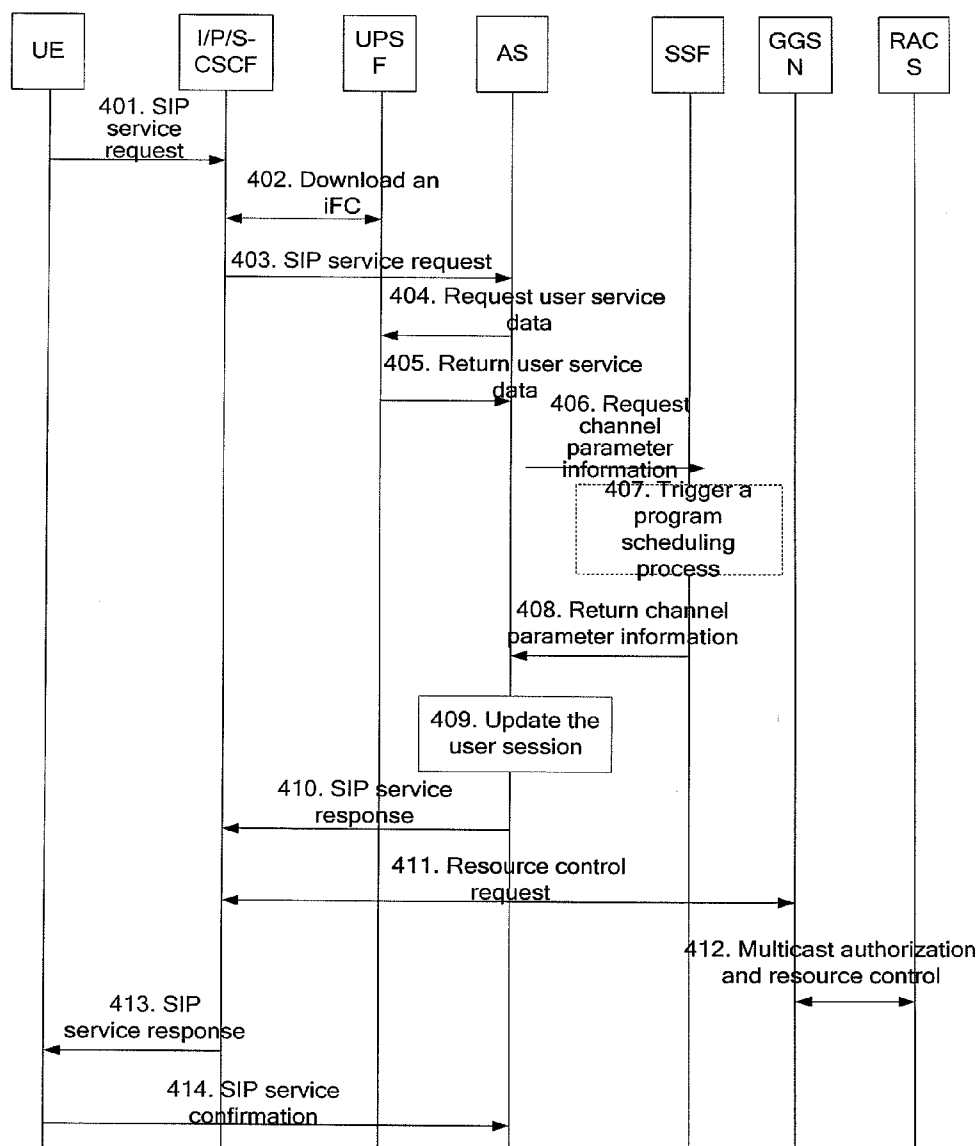 UE
I/P/S-
CSCF
UPS
F
AS
SSF
GGS
N
RAC
S
401. SIP
service
request
402. Download an
iFC
403. SIP service request
404. Request user service
data
405. Return user service
data
406. Request
channel
parameter
information
407. Trigger a
program
scheduling
process
408. Return channel
parameter information
409. Update the
user session
410. SIP service
response
411. Resource control
request
412. Multicast authorization
and resource control
413. SIP
service response
414. SIP service
confirmation